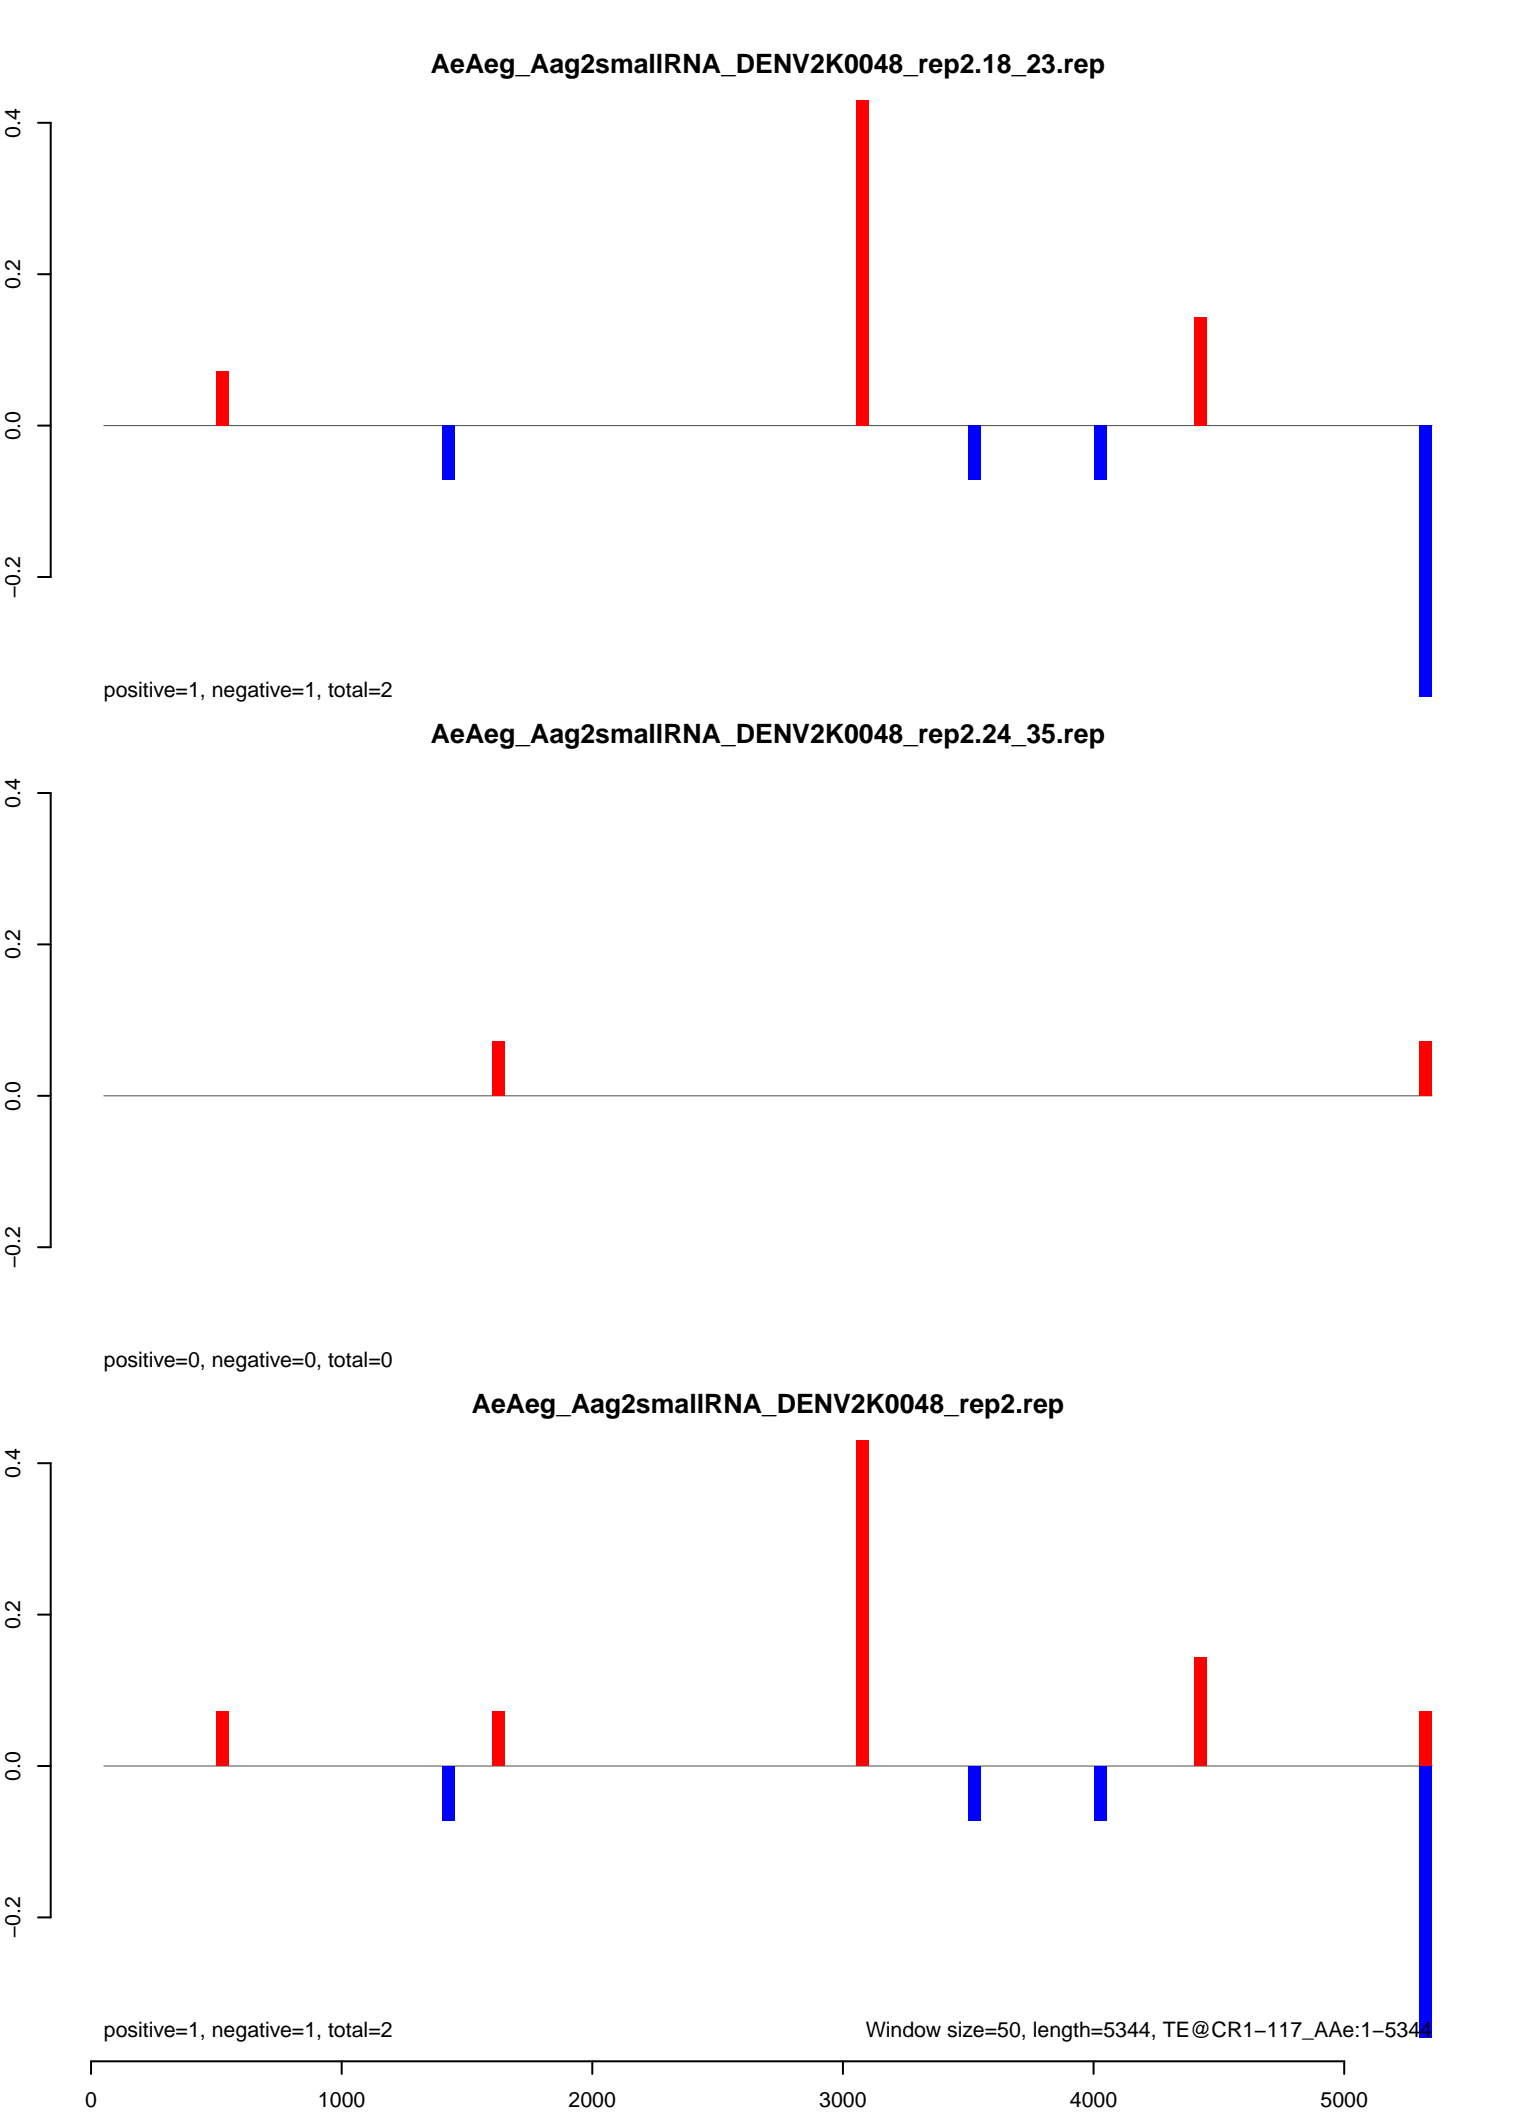 AeAeg_Aag2smallRNA_DENV2K0048_rep2.18_23.rep
0.4
0.2
0.0
−0.2
positive=1, negative=1, total=2
AeAeg_Aag2smallRNA_DENV2K0048_rep2.24_35.rep
0.4
0.2
0.0
−0.2
positive=0, negative=0, total=0
AeAeg_Aag2smallRNA_DENV2K0048_rep2.rep
0.4
0.2
0.0
−0.2
positive=1, negative=1, total=2
Window size=50, length=5344, TE@CR1−117_AAe:1−5344
0 1000 2000 3000 4000 5000